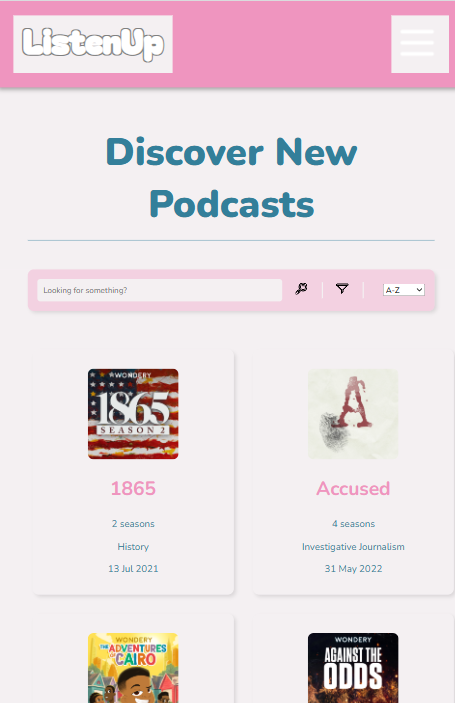 ListenUp
Discover New
Podcasts
Looking for something?
A-Z
WONDERY
1865
SEASON 2
A
1865
Accused
2 seasons
4 seasons
History
Investigative Journalism
13 Jul 2021
31 May 2022
WONDERY
THE ADVENTURES
OF CAIRO
WONDERY
AGAINST THE
ODDS